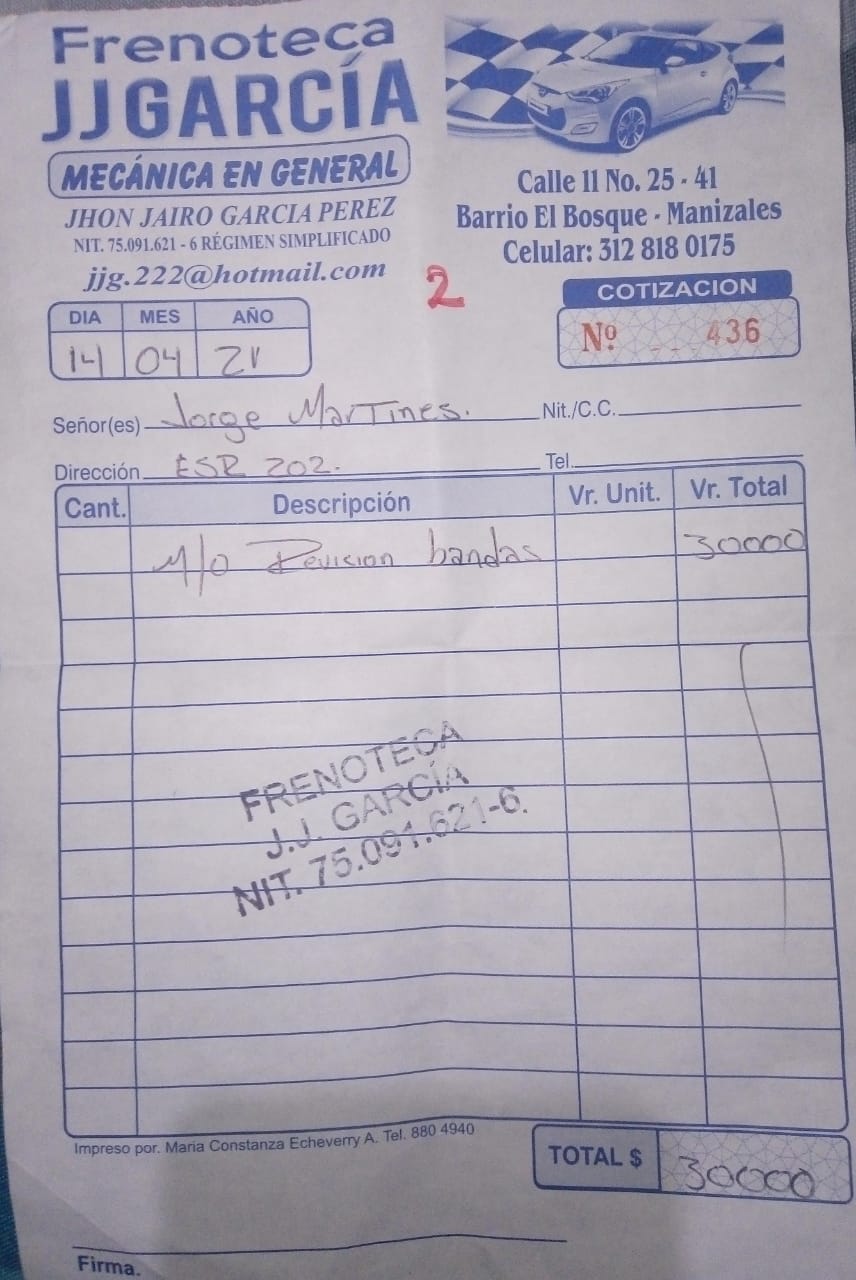 Frenoteca
JJGARCÍA
MECÁNICA EN GENERAL
JHON JAIRO GARCIA PEREZ
NIT. 75.091.621 - 6 RÉGIMEN SIMPLIFICADO
jjg.222@hotmail.com
Calle 11 No. 25 - 41
Barrio El Bosque - Manizales
Celular: 312 818 0175
2
COTIZACION
Nº 436
DIA MES AÑO
14 04 21
Señor(es) Jorge Martines. Nit./C.C.
Dirección ESR 202. Tel.
Cant. Descripción Vr. Unit. Vr. Total
M/O Revision bandas 30000
FRENOTECA
J.J. GARCÍA
NIT. 75.091.621-6.
Impreso por. Maria Constanza Echeverry A. Tel. 880 4940
TOTAL $ 30000
Firma.